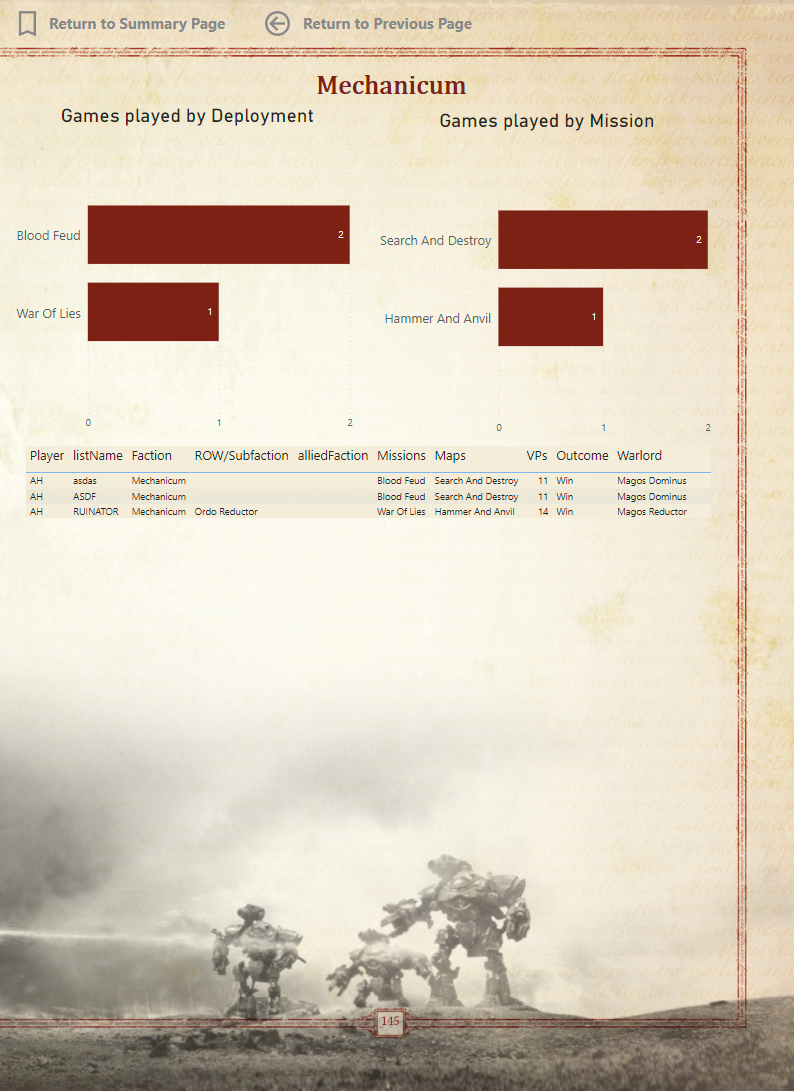 Return to Summary Page
Return to Previous Page
Mechanicum
Games played by Deployment
Blood Feud 2
War Of Lies 1
0 1 2
Games played by Mission
Search And Destroy 2
Hammer And Anvil 1
0 1 2
Player listName Faction ROW/Subfaction alliedFaction Missions Maps VPs Outcome Warlord
AH asdas Mechanicum Blood Feud Search And Destroy 11 Win Magos Dominus
AH ASDF Mechanicum Blood Feud Search And Destroy 11 Win Magos Dominus
AH RUINATOR Mechanicum Ordo Reductor War Of Lies Hammer And Anvil 14 Win Magos Reductor
145